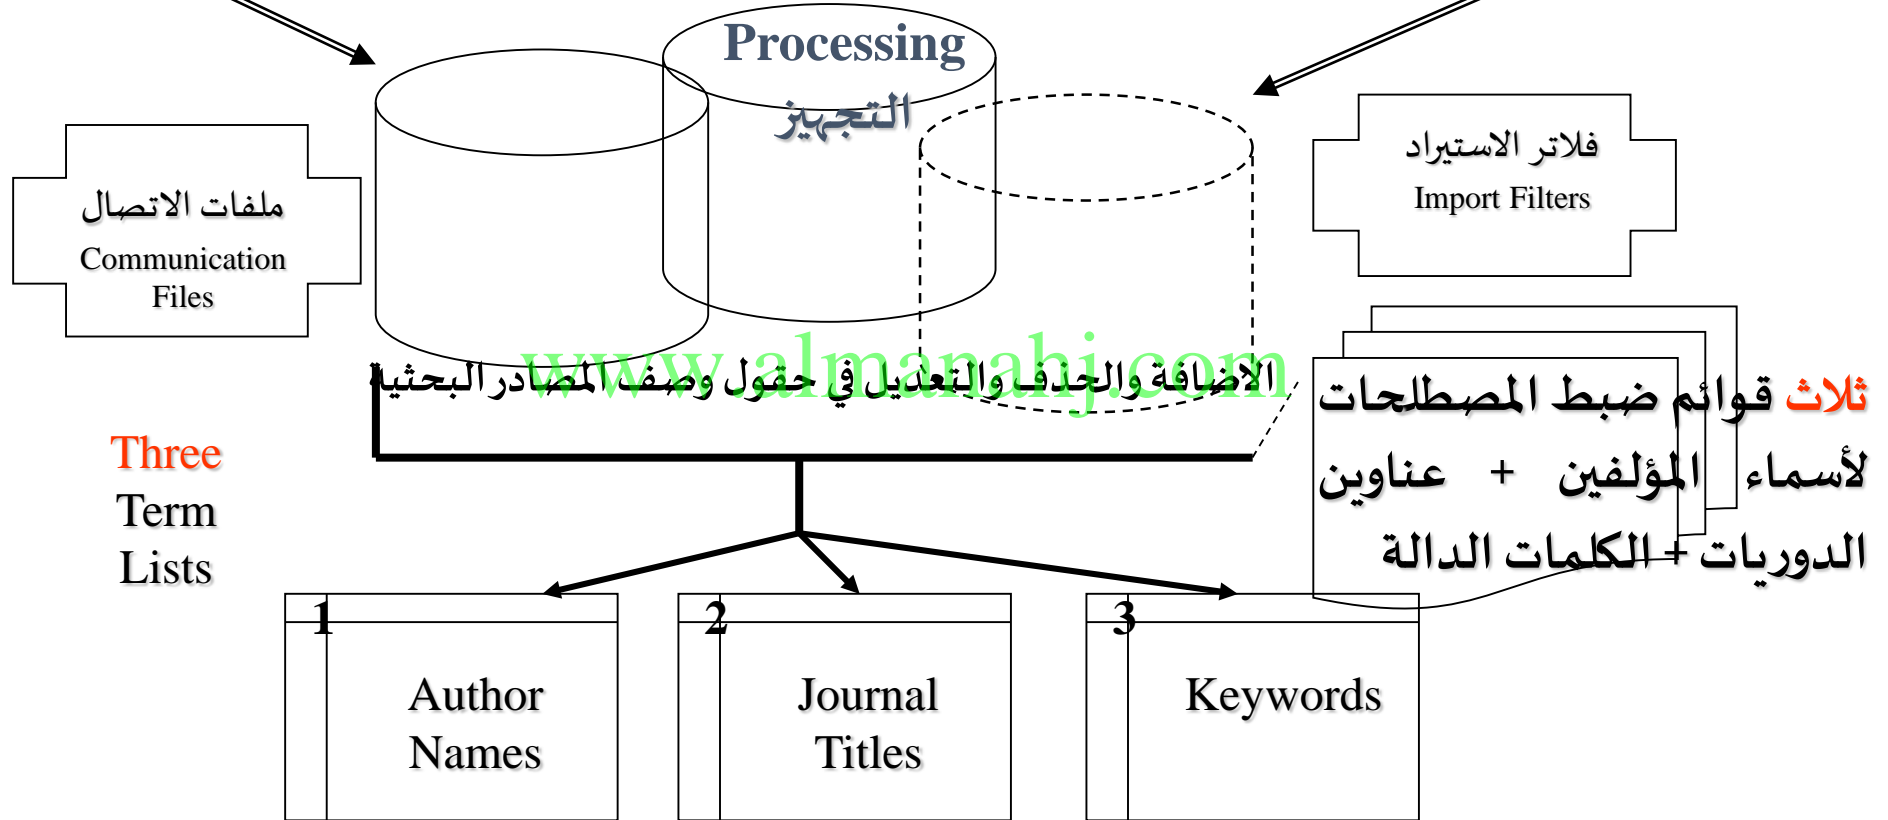 Processing
التجهيز
فلاتر الاستيراد
Import Filters
ملفات الاتصال
Communication
Files
www.almanahj.com
الاضافة والحذف والتعديل في حقول وصف المصادر البحثية
ثلاث قوائم ضبط المصطلحات
لأسماء المؤلفين + عناوين
الدوريات + الكلمات الدالة
Three
Term
Lists
1
Author
Names
2
Journal
Titles
3
Keywords